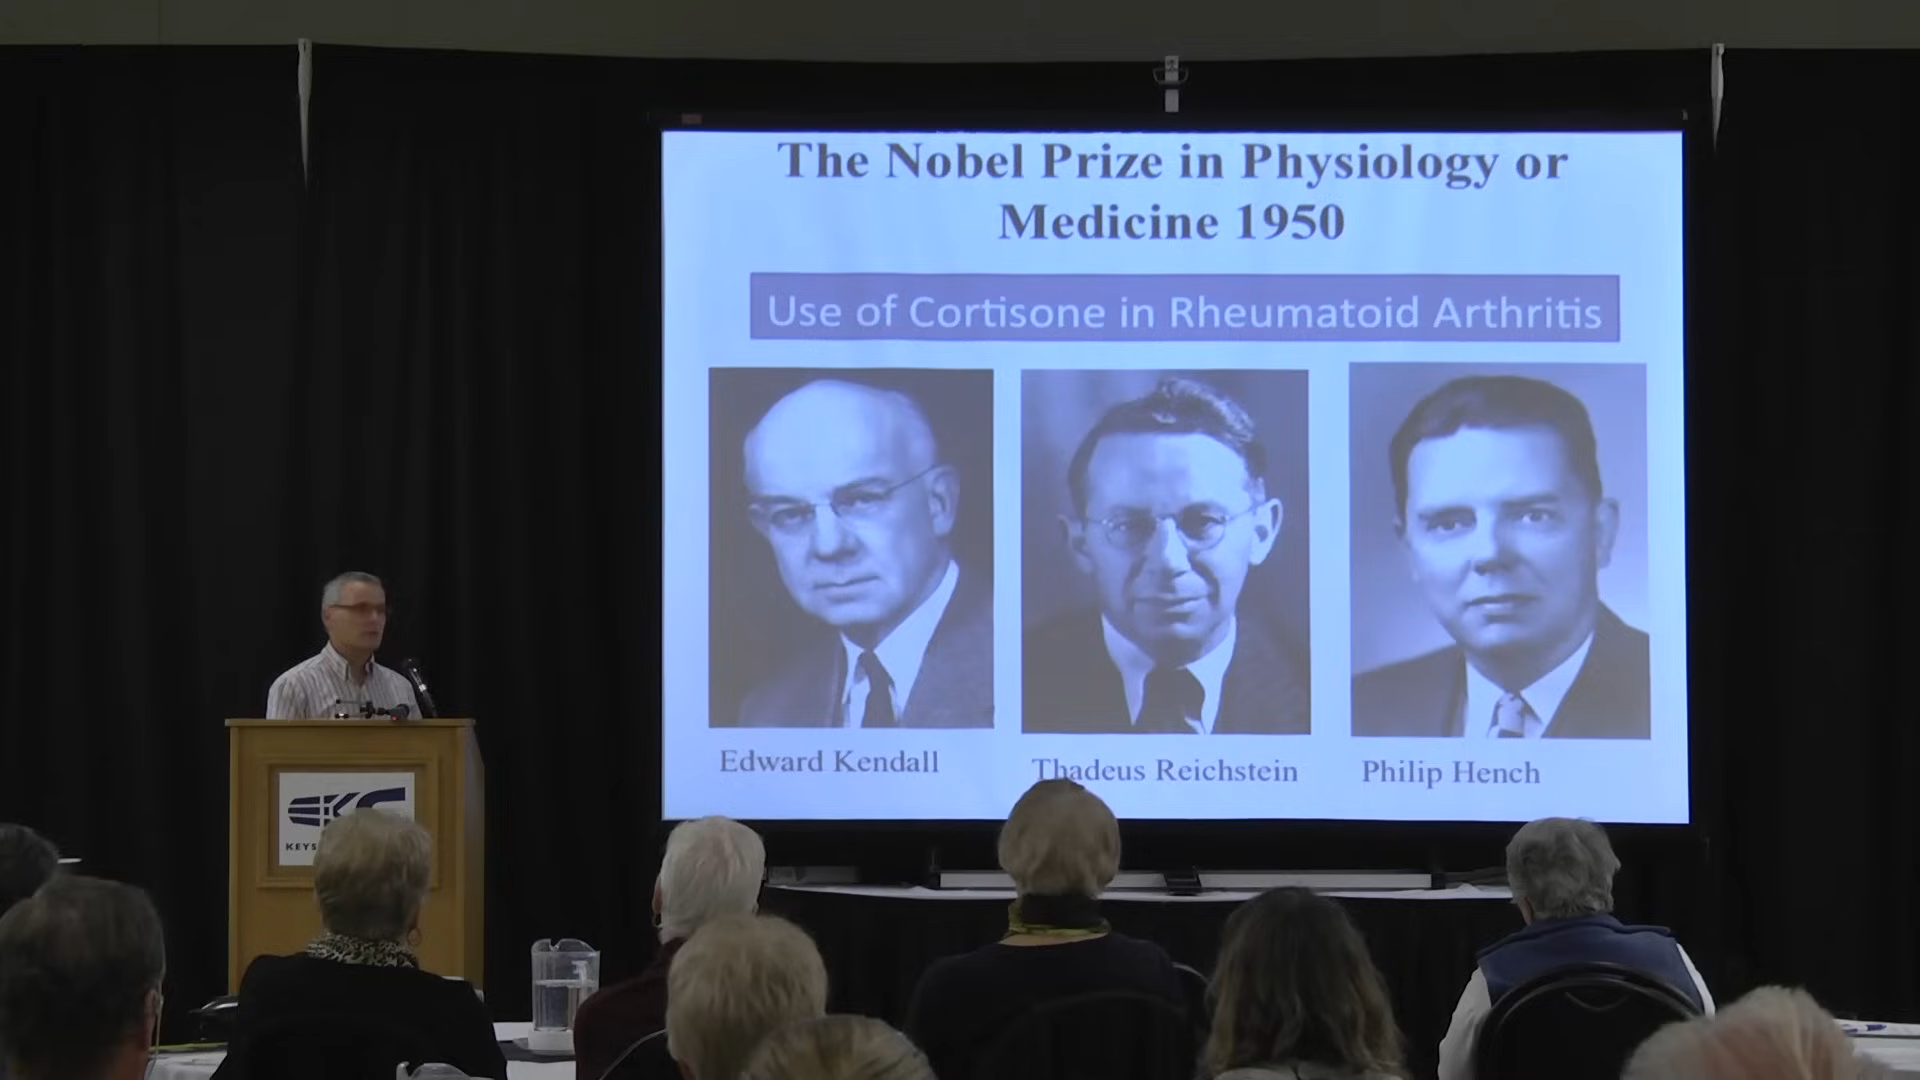 The Nobel Prize in Physiology or
Medicine 1950
Use of Cortisone in Rheumatoid Arthritis
Edward Kendall
Thadeus Reichstein
Philip Hench